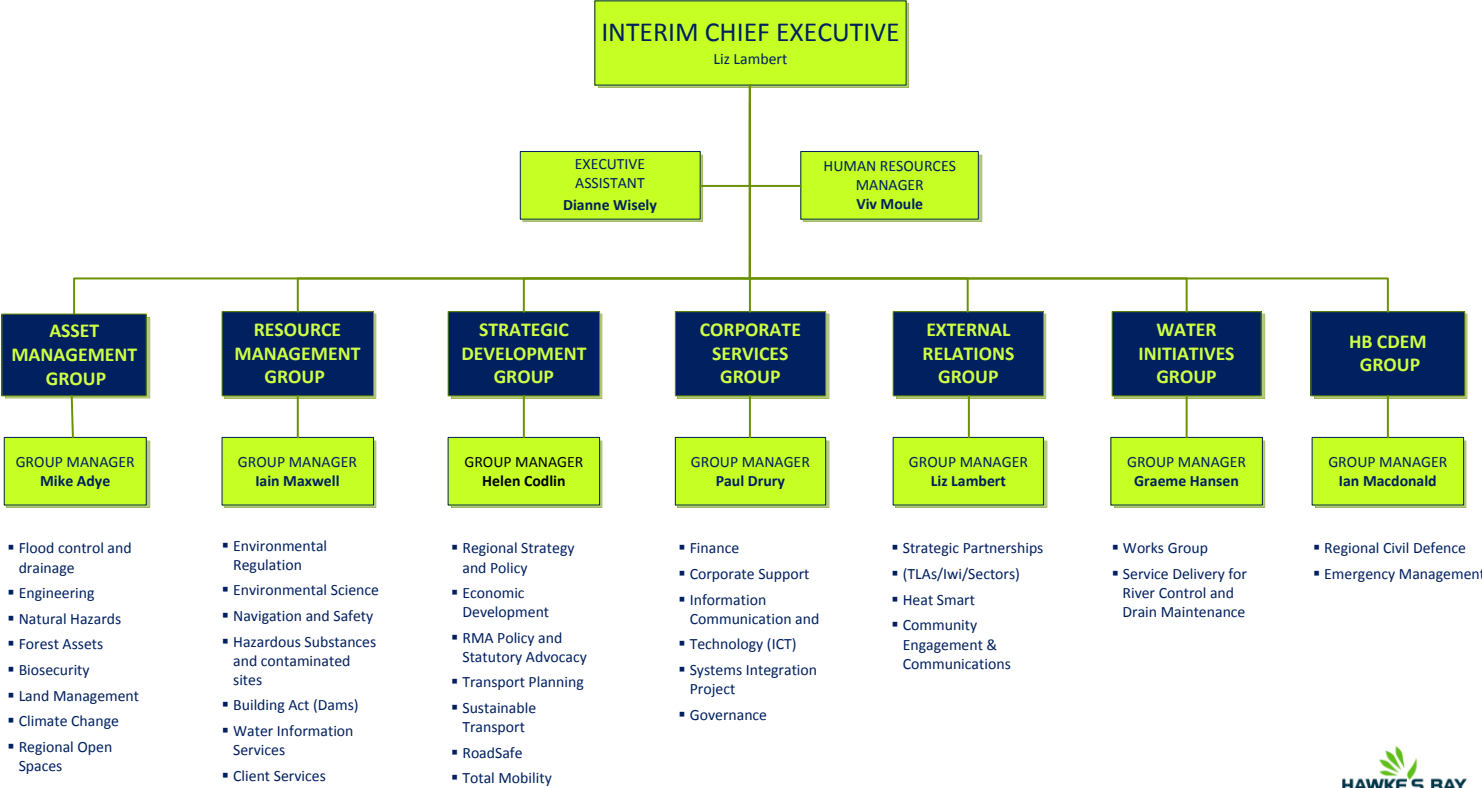 INTERIM CHIEF EXECUTIVE
Liz Lambert
EXECUTIVE
ASSISTANT
Dianne Wisely
HUMAN RESOURCES
MANAGER
Viv Moule
ASSET
MANAGEMENT
GROUP
GROUP MANAGER
Mike Adye
▪ Flood control and
drainage
▪ Engineering
▪ Natural Hazards
▪ Forest Assets
▪ Biosecurity
▪ Land Management
▪ Climate Change
▪ Regional Open
Spaces
RESOURCE
MANAGEMENT
GROUP
GROUP MANAGER
Iain Maxwell
▪ Environmental
Regulation
▪ Environmental Science
▪ Navigation and Safety
▪ Hazardous Substances
and contaminated
sites
▪ Building Act (Dams)
▪ Water Information
Services
▪ Client Services
STRATEGIC
DEVELOPMENT
GROUP
GROUP MANAGER
Helen Codlin
▪ Regional Strategy
and Policy
▪ Economic
Development
▪ RMA Policy and
Statutory Advocacy
▪ Transport Planning
▪ Sustainable
Transport
▪ RoadSafe
▪ Total Mobility
CORPORATE
SERVICES
GROUP
GROUP MANAGER
Paul Drury
▪ Finance
▪ Corporate Support
▪ Information
Communication and
▪ Technology (ICT)
▪ Systems Integration
Project
▪ Governance
EXTERNAL
RELATIONS
GROUP
GROUP MANAGER
Liz Lambert
▪ Strategic Partnerships
▪ (TLAs/Iwi/Sectors)
▪ Heat Smart
▪ Community
Engagement &
Communications
WATER
INITIATIVES
GROUP
GROUP MANAGER
Graeme Hansen
▪ Works Group
▪ Service Delivery for
River Control and
Drain Maintenance
HB CDEM
GROUP
GROUP MANAGER
Ian Macdonald
▪ Regional Civil Defence
▪ Emergency Management
HAWKE'S BAY